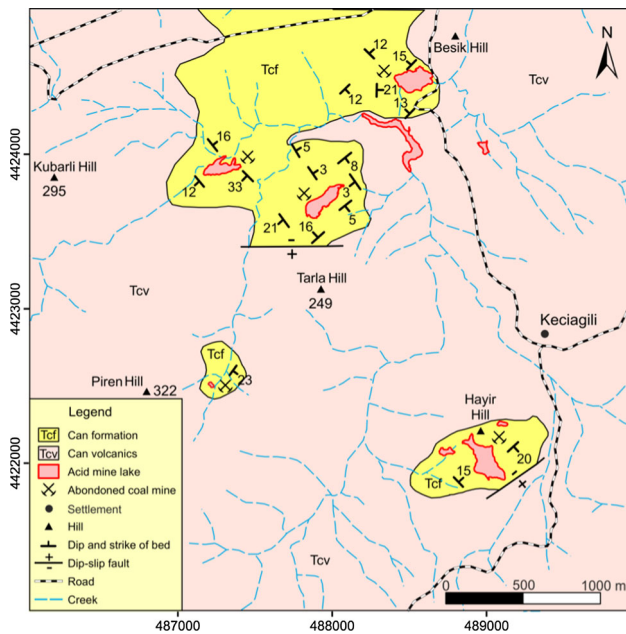 N
12
15
Besik Hill
Tcf
Tcv
12
21
13
4424000
16
5
Kubarli Hill
295
12
33
3
8
3
5
21
16
-
+
Tarla Hill
249
Tcv
4423000
Keciagili
Tcf
Piren Hill
322
23
Hayir
Hill
20
15
Tcf
-
+
4422000
Tcv
Legend
Tcf Can formation
Tcv Can volcanics
Acid mine lake
Abondoned coal mine
Settlement
Hill
Dip and strike of bed
+
- Dip-slip fault
Road
Creek
0 500 1000 m
487000 488000 489000